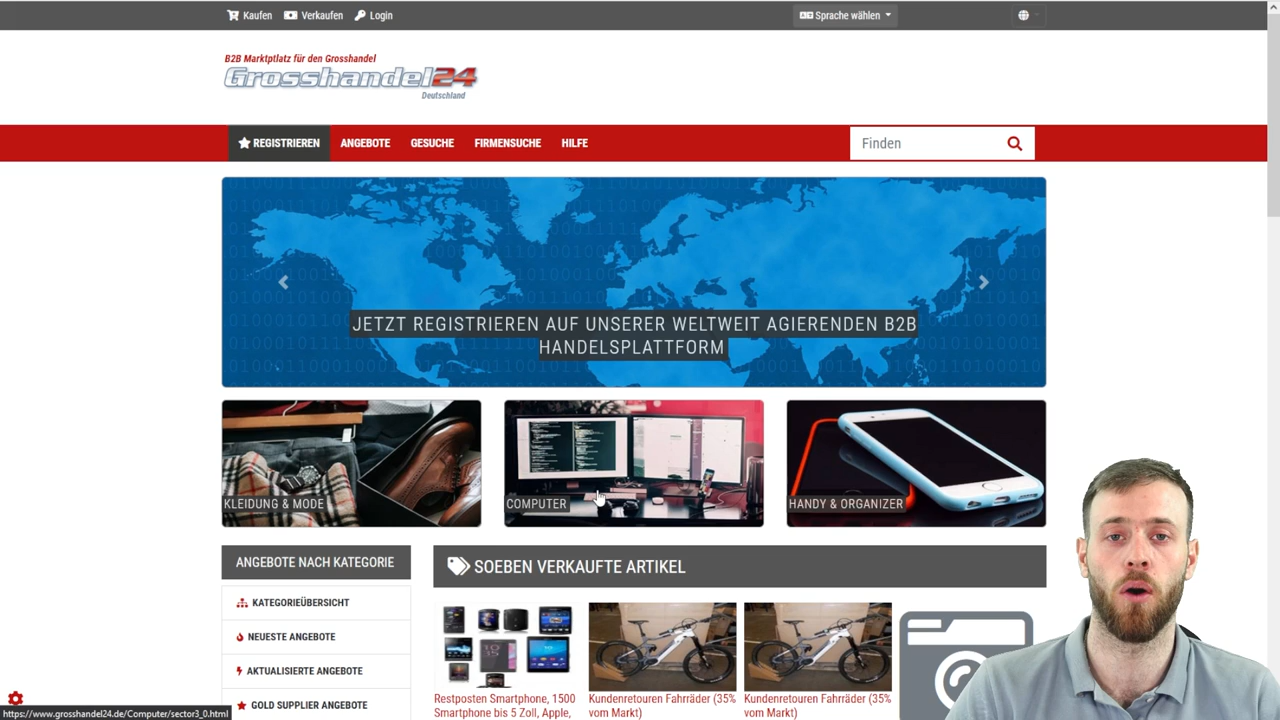 Kaufen Verkaufen Login Sprache wählen
B2B Marktplatz für den Grosshandel
Grosshandel24
Deutschland
REGISTRIEREN ANGEBOTE GESUCHE FIRMENSUCHE HILFE Finden
JETZT REGISTRIEREN AUF UNSERER WELTWEIT AGIERENDEN B2B
HANDELSPLATTFORM
KLEIDUNG & MODE
COMPUTER
HANDY & ORGANIZER
ANGEBOTE NACH KATEGORIE
KATEGORIEÜBERSICHT
NEUESTE ANGEBOTE
AKTUALISIERTE ANGEBOTE
GOLD SUPPLIER ANGEBOTE
SOEBEN VERKAUFTE ARTIKEL
Restposten Smartphone, 1500
Smartphone bis 5 Zoll, Apple,
Kundenretouren Fahrräder (35%
vom Markt)
Kundenretouren Fahrräder (35%
vom Markt)
https://www.grosshandel24.de/Computer/sector3_0.html